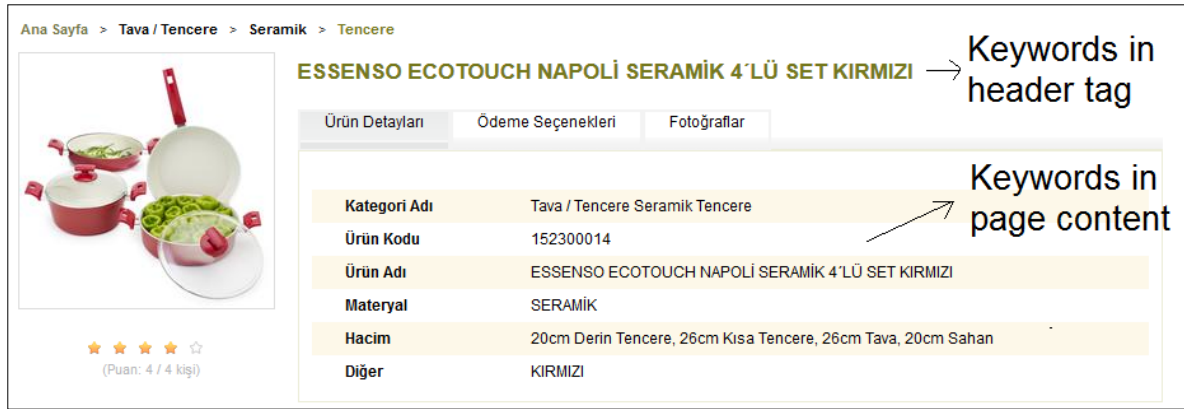 Ana Sayfa > Tava / Tencere > Seramik > Tencere
ESSENSO ECOTOUCH NAPOLİ SERAMİK 4´LÜ SET KIRMIZI
Keywords in
header tag
Ürün Detayları Ödeme Seçenekleri Fotoğraflar
Keywords in
page content
Kategori Adı Tava / Tencere Seramik Tencere
Ürün Kodu 152300014
Ürün Adı ESSENSO ECOTOUCH NAPOLİ SERAMİK 4´LÜ SET KIRMIZI
Materyal SERAMİK
Hacim 20cm Derin Tencere, 26cm Kısa Tencere, 26cm Tava, 20cm Sahan
Diğer KIRMIZI
(Puan: 4 / 4 kişi)